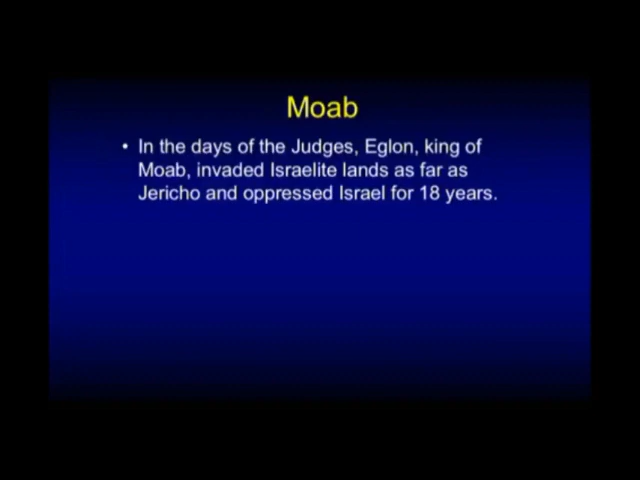 Moab
• In the days of the Judges, Eglon, king of
Moab, invaded Israelite lands as far as
Jericho and oppressed Israel for 18 years.